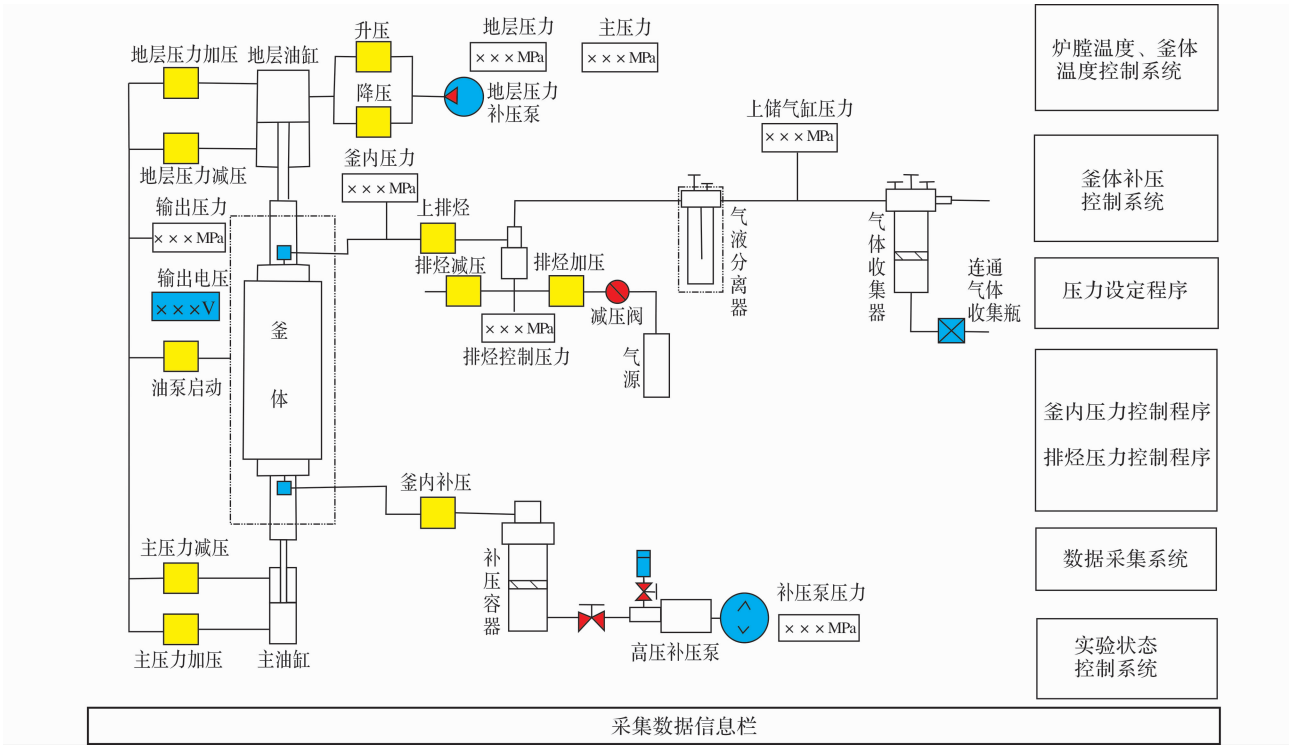 升压
地层压力
主压力
地层压力加压
地层油缸
×××MPa
×××MPa
降压
地层压力
补压泵
炉膛温度、釜体
温度控制系统
上储气缸压力
×××MPa
地层压力减压
釜内压力
×××MPa
釜体补压
控制系统
输出压力
×××MPa
上排烃
气液分离器
气体收集器
排烃减压
排烃加压
连通
气体
收集瓶
输出电压
×××V
压力设定程序
减压阀
×××MPa
排烃控制压力
气源
釜体
油泵启动
釜内压力控制程序
排烃压力控制程序
釜内补压
主压力减压
补压容器
数据采集系统
补压泵压力
×××MPa
高压补压泵
主压力加压
主油缸
实验状态
控制系统
采集数据信息栏